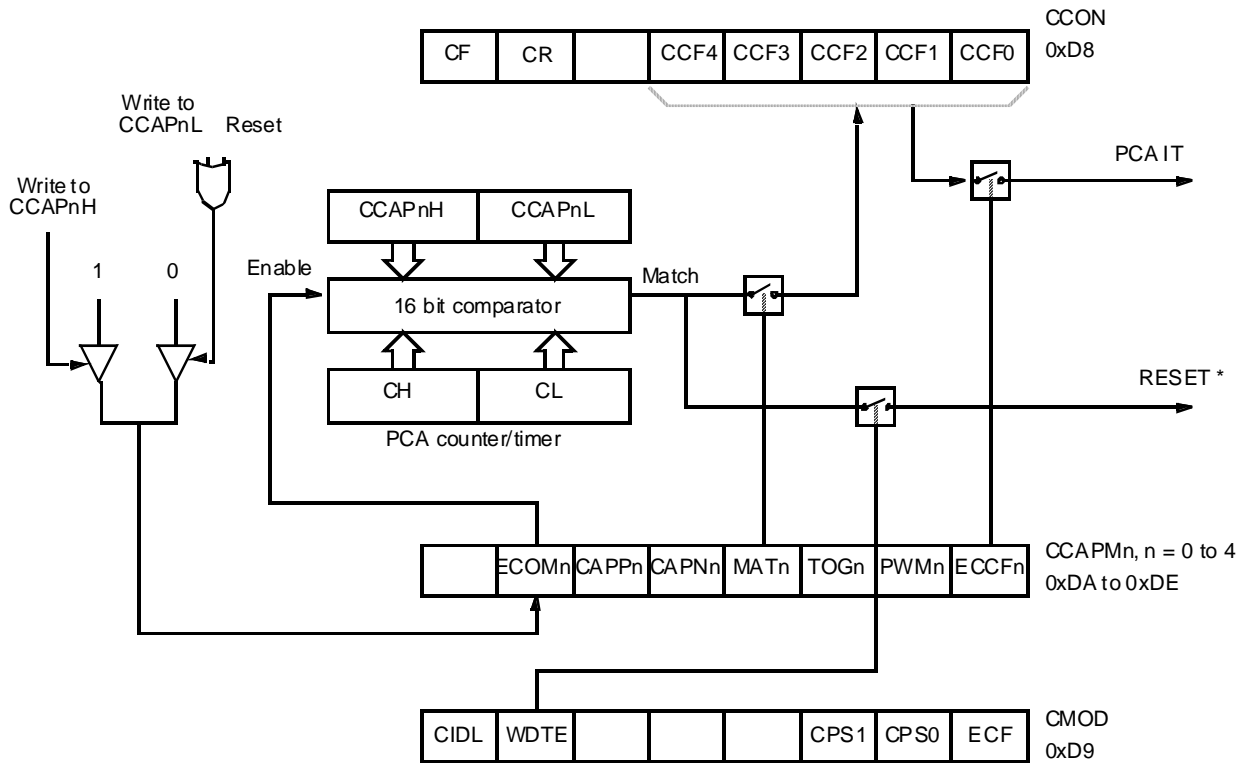 CCON
0xD8
CF CR CCF4 CCF3 CCF2 CCF1 CCF0
Write to
CCAPnL Reset
PCA IT
Write to
CCAPnH
CCAPnH CCAPnL
Enable
Match
1 0
16 bit comparator
RESET *
CH CL
PCA counter/timer
CCAPMn, n = 0 to 4
0xDA to 0xDE
ECOMn CAPPn CAPNn MATn TOGn PWMn ECCFn
CMOD
0xD9
CIDL WDTE CPS1 CPS0 ECF